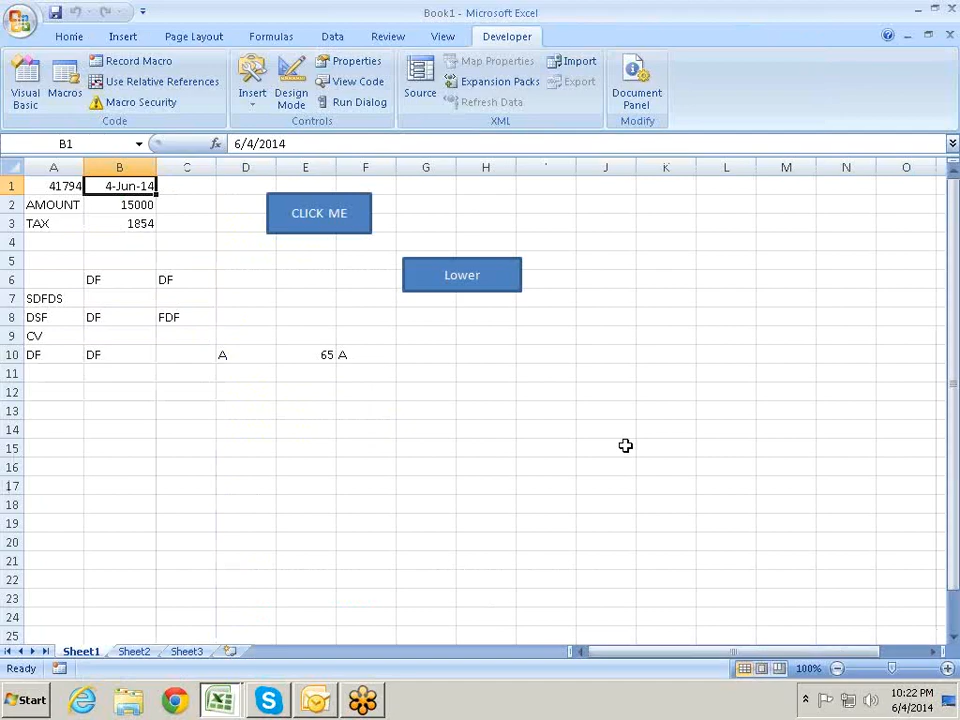 Book1 - Microsoft Excel
Home Insert Page Layout Formulas Data Review View Developer
Visual Basic
Macros
Record Macro
Use Relative References
Macro Security
Code
Insert
Design Mode
Properties
View Code
Run Dialog
Controls
Source
Map Properties
Expansion Packs
Refresh Data
Import
Export
XML
Document Panel
Modify
B1 fx 6/4/2014
A B C D E F G H I J K L M N O
1 41794 4-Jun-14
2 AMOUNT 15000 CLICK ME
3 TAX 1854
4
5 Lower
6 DF DF
7 SDFDS
8 DSF DF FDF
9 CV
10 DF DF A 65 A
11
12
13
14
15
16
17
18
19
20
21
22
23
24
25
Sheet1 Sheet2 Sheet3
Ready 100%
Start 10:22 PM
6/4/2014